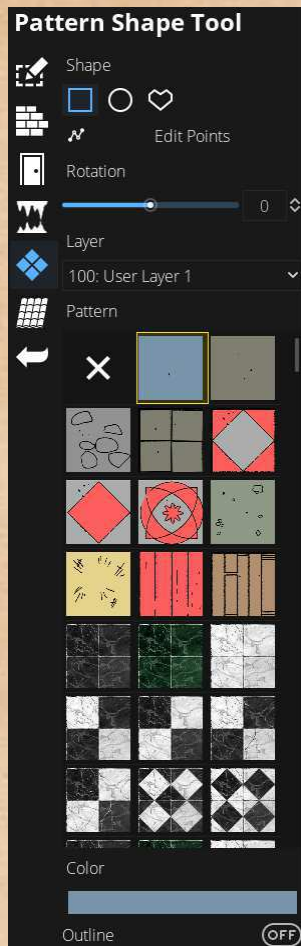 Pattern Shape Tool
Shape
Edit Points
Rotation
0
Layer
100: User Layer 1
Pattern
Color
Outline
OFF